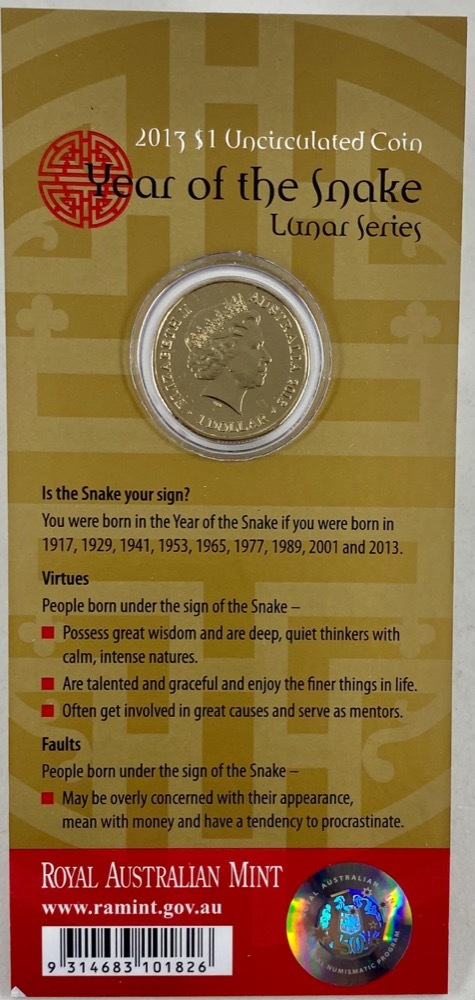 2013 $1 Uncirculated Coin
Year of the Snake
Lunar Series
ELIZABETH II AUSTRALIA 2013
1 DOLLAR
Is the Snake your sign?
You were born in the Year of the Snake if you were born in
1917, 1929, 1941, 1953, 1965, 1977, 1989, 2001 and 2013.
Virtues
People born under the sign of the Snake –
Possess great wisdom and are deep, quiet thinkers with
calm, intense natures.
Are talented and graceful and enjoy the finer things in life.
Often get involved in great causes and serve as mentors.
Faults
People born under the sign of the Snake –
May be overly concerned with their appearance,
mean with money and have a tendency to procrastinate.
ROYAL AUSTRALIAN MINT
www.ramint.gov.au
9 314683 101826
AUSTRALIAN
NUMISMATIC PROGRAM